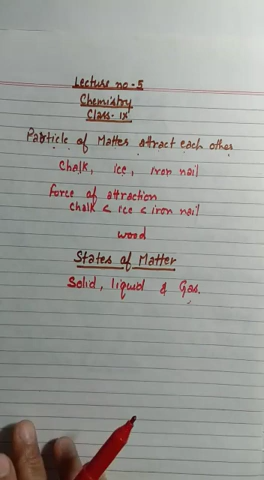 Lecture no - 5
Chemistry
Class - IX
Particle of Matter attract each other
Chalk, ice, iron nail
force of attraction
Chalk < ice < iron nail
wood
States of Matter
Solid, liquid & Gas.